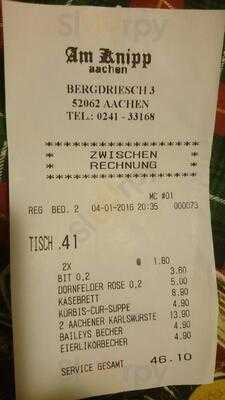 Am Knipp
aachen
BERGDRIESCH 3
52062 AACHEN
TEL.: 0241 - 33168
********************
* ZWISCHEN *
* RECHNUNG *
********************
MC #01
REG BED. 2 04-01-2016 20:35 000073
TISCH .41
2X @ 1.80
BIT 0,2 3.60
DORNFELDER ROSE 0,2 5.00
KÄSBRETT 8.90
KÜRBIS-CUR-SUPPE 4.90
2 AACHENER KARLSWURSTE 13.90
BAILEYS BECHER 4.90
EIERLIKÖRBECHER 4.90
SERVICE GESAMT 46.10